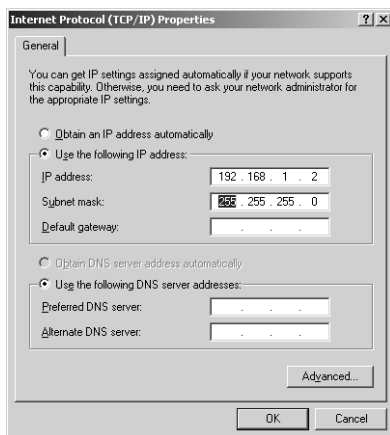 Internet Protocol (TCP/IP) Properties
General
You can get IP settings assigned automatically if your network supports
this capability. Otherwise, you need to ask your network administrator for
the appropriate IP settings.
Obtain an IP address automatically
Use the following IP address:
IP address: 192 . 168 . 1 . 2
Subnet mask: 255 . 255 . 255 . 0
Default gateway: . . .
Obtain DNS server address automatically
Use the following DNS server addresses:
Preferred DNS server: . . .
Alternate DNS server: . . .
Advanced...
OK Cancel